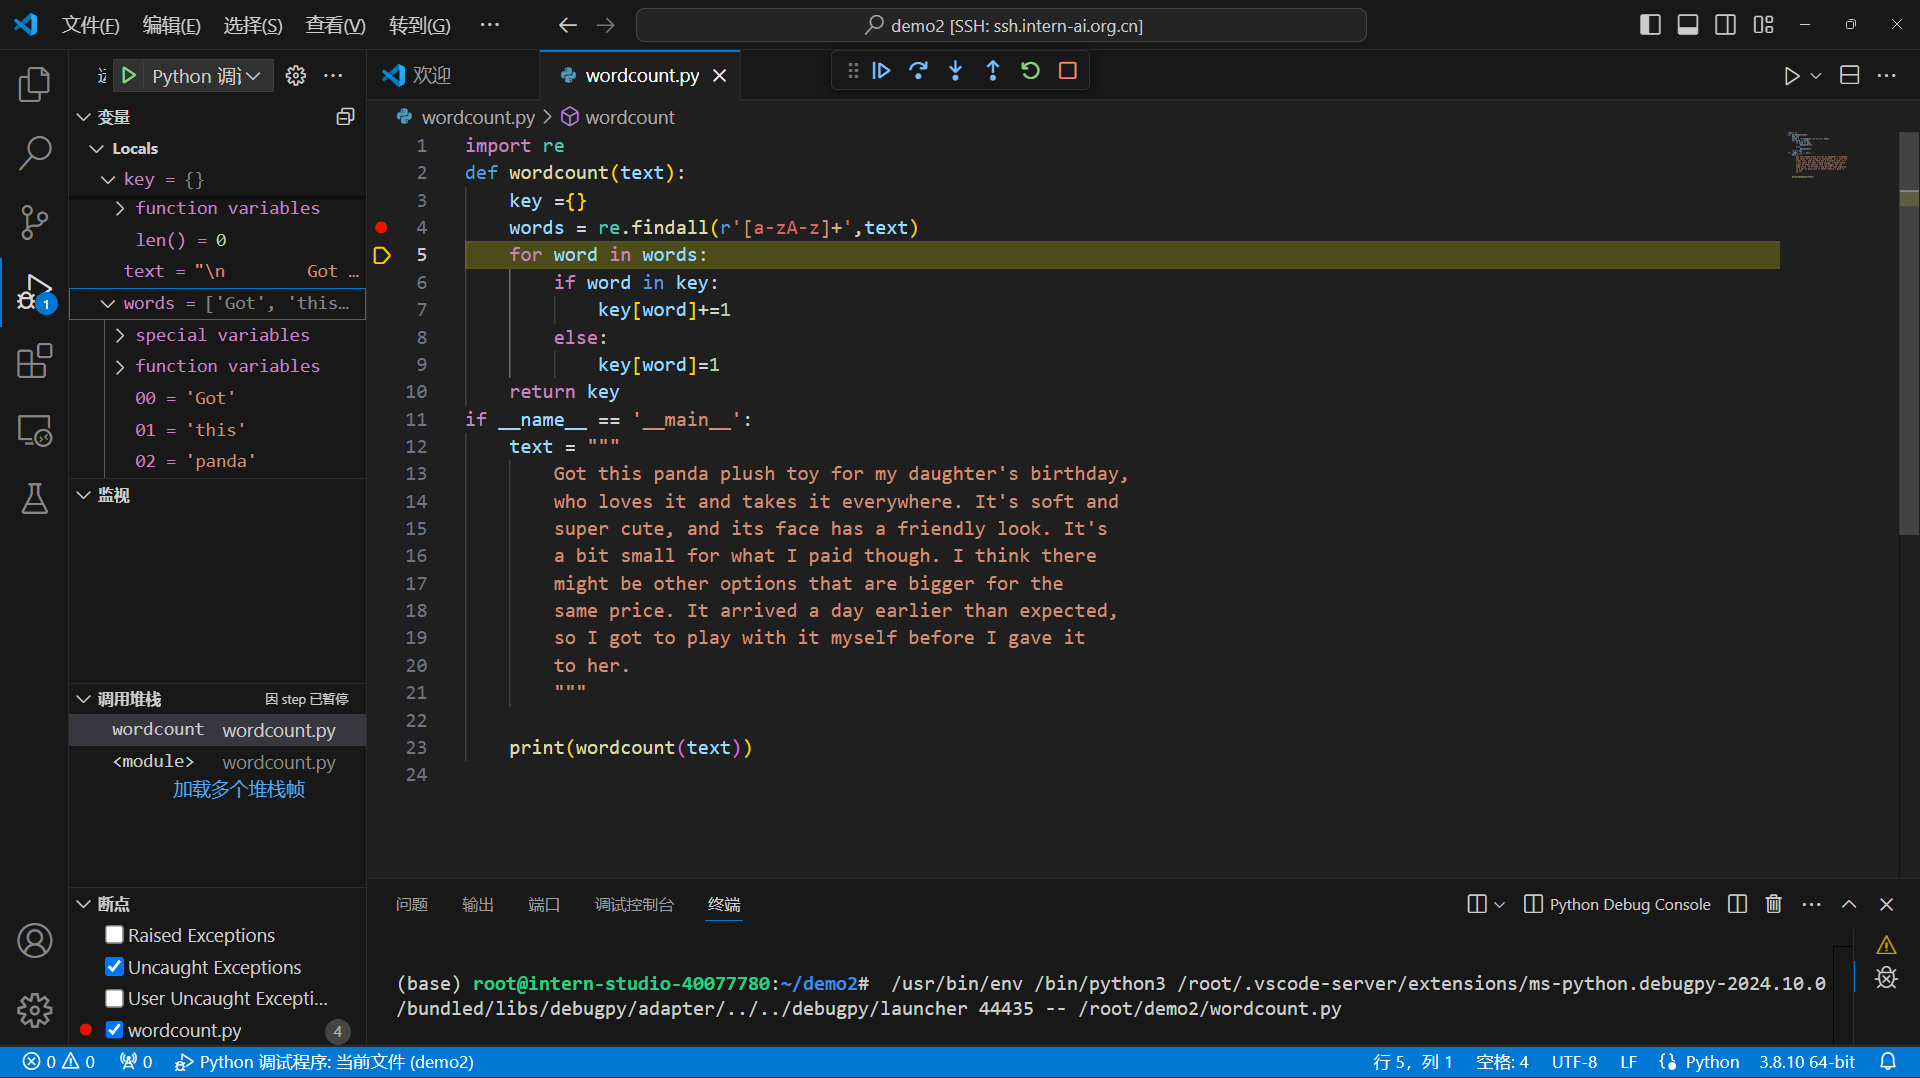 文件(F) 编辑(E) 选择(S) 查看(V) 转到(G) ··· demo2 [SSH: ssh.intern-ai.org.cn]
Python 调
欢迎
wordcount.py
变量
Locals
key = {}
function variables
len() = 0
text = "\n Got …
words = ['Got', 'this…
special variables
function variables
00 = 'Got'
01 = 'this'
02 = 'panda'
监视
调用堆栈 因 step 已暂停
wordcount wordcount.py
<module> wordcount.py
加载多个堆栈帧
断点
Raised Exceptions
Uncaught Exceptions
User Uncaught Excepti...
wordcount.py 4
1
wordcount.py > wordcount
1 import re
2 def wordcount(text):
3 key ={}
4 words = re.findall(r'[a-zA-z]+',text)
5 for word in words:
6 if word in key:
7 key[word]+=1
8 else:
9 key[word]=1
10 return key
11 if __name__ == '__main__':
12 text = """
13 Got this panda plush toy for my daughter's birthday,
14 who loves it and takes it everywhere. It's soft and
15 super cute, and its face has a friendly look. It's
16 a bit small for what I paid though. I think there
17 might be other options that are bigger for the
18 same price. It arrived a day earlier than expected,
19 so I got to play with it myself before I gave it
20 to her.
21 """
22
23 print(wordcount(text))
24
问题 输出 端口 调试控制台 终端 Python Debug Console
(base) root@intern-studio-40077780:~/demo2# /usr/bin/env /bin/python3 /root/.vscode-server/extensions/ms-python.debugpy-2024.10.0
/bundled/libs/debugpy/adapter/../../debugpy/launcher 44435 -- /root/demo2/wordcount.py
0 0 0 Python 调试程序: 当前文件 (demo2) 行 5, 列 1 空格: 4 UTF-8 LF Python 3.8.10 64-bit